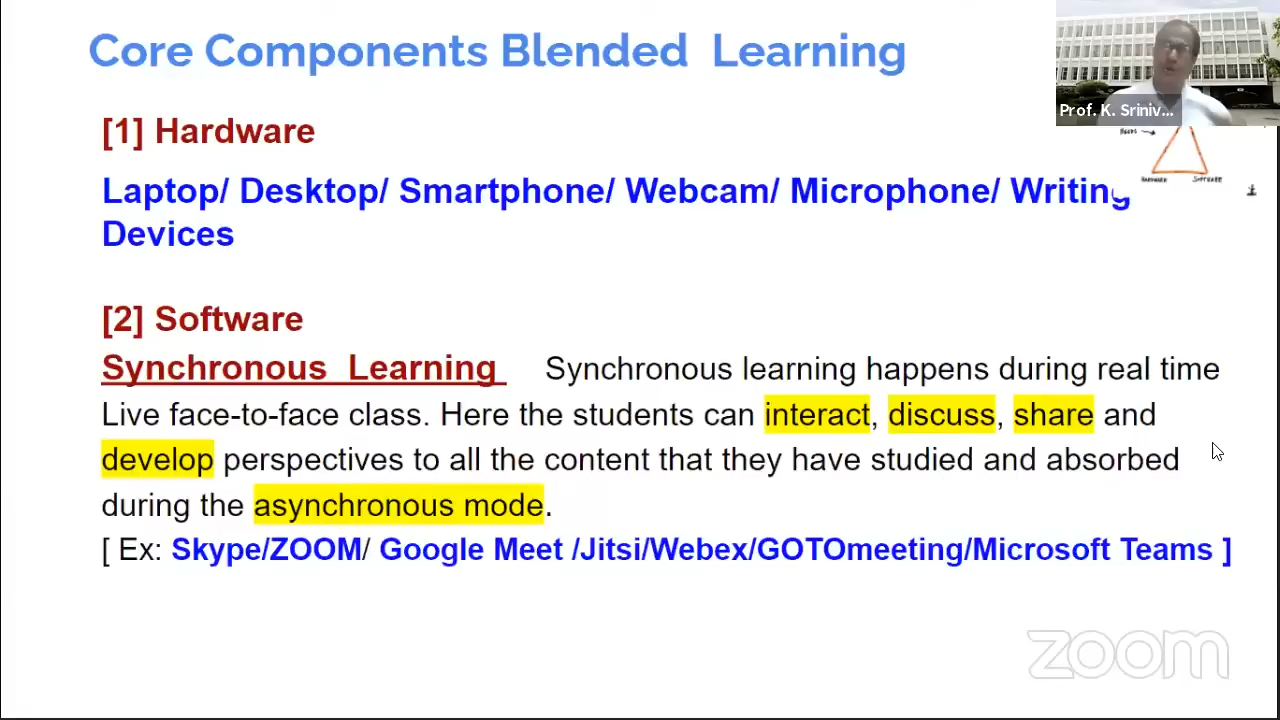 Core Components Blended Learning
Prof. K. Sriniv...
[1] Hardware
HARDWARE SOFTWARE
Laptop/ Desktop/ Smartphone/ Webcam/ Microphone/ Writing
Devices
[2] Software
Synchronous Learning Synchronous learning happens during real time
Live face-to-face class. Here the students can interact, discuss, share and
develop perspectives to all the content that they have studied and absorbed
during the asynchronous mode.
[ Ex: Skype/ZOOM/ Google Meet /Jitsi/Webex/GOTOmeeting/Microsoft Teams ]
zoom